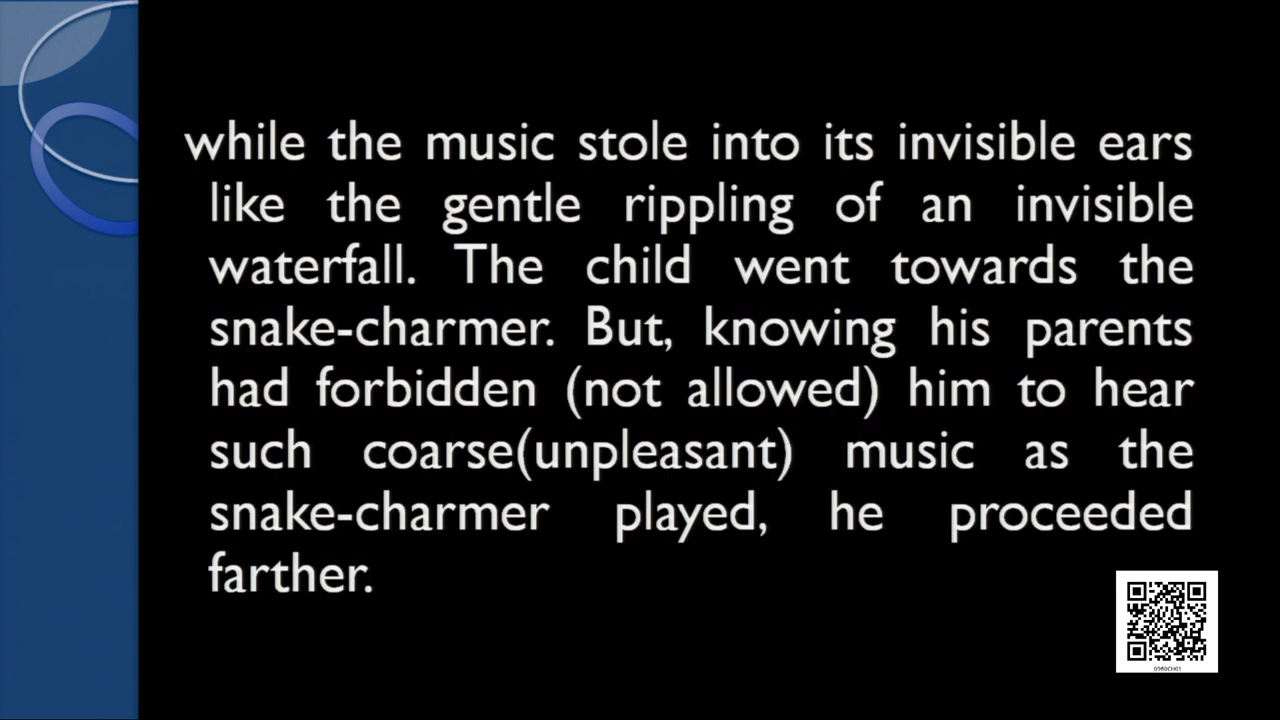 while the music stole into its invisible ears
like the gentle rippling of an invisible
waterfall. The child went towards the
snake-charmer. But, knowing his parents
had forbidden (not allowed) him to hear
such coarse(unpleasant) music as the
snake-charmer played, he proceeded
farther.
0960CH01